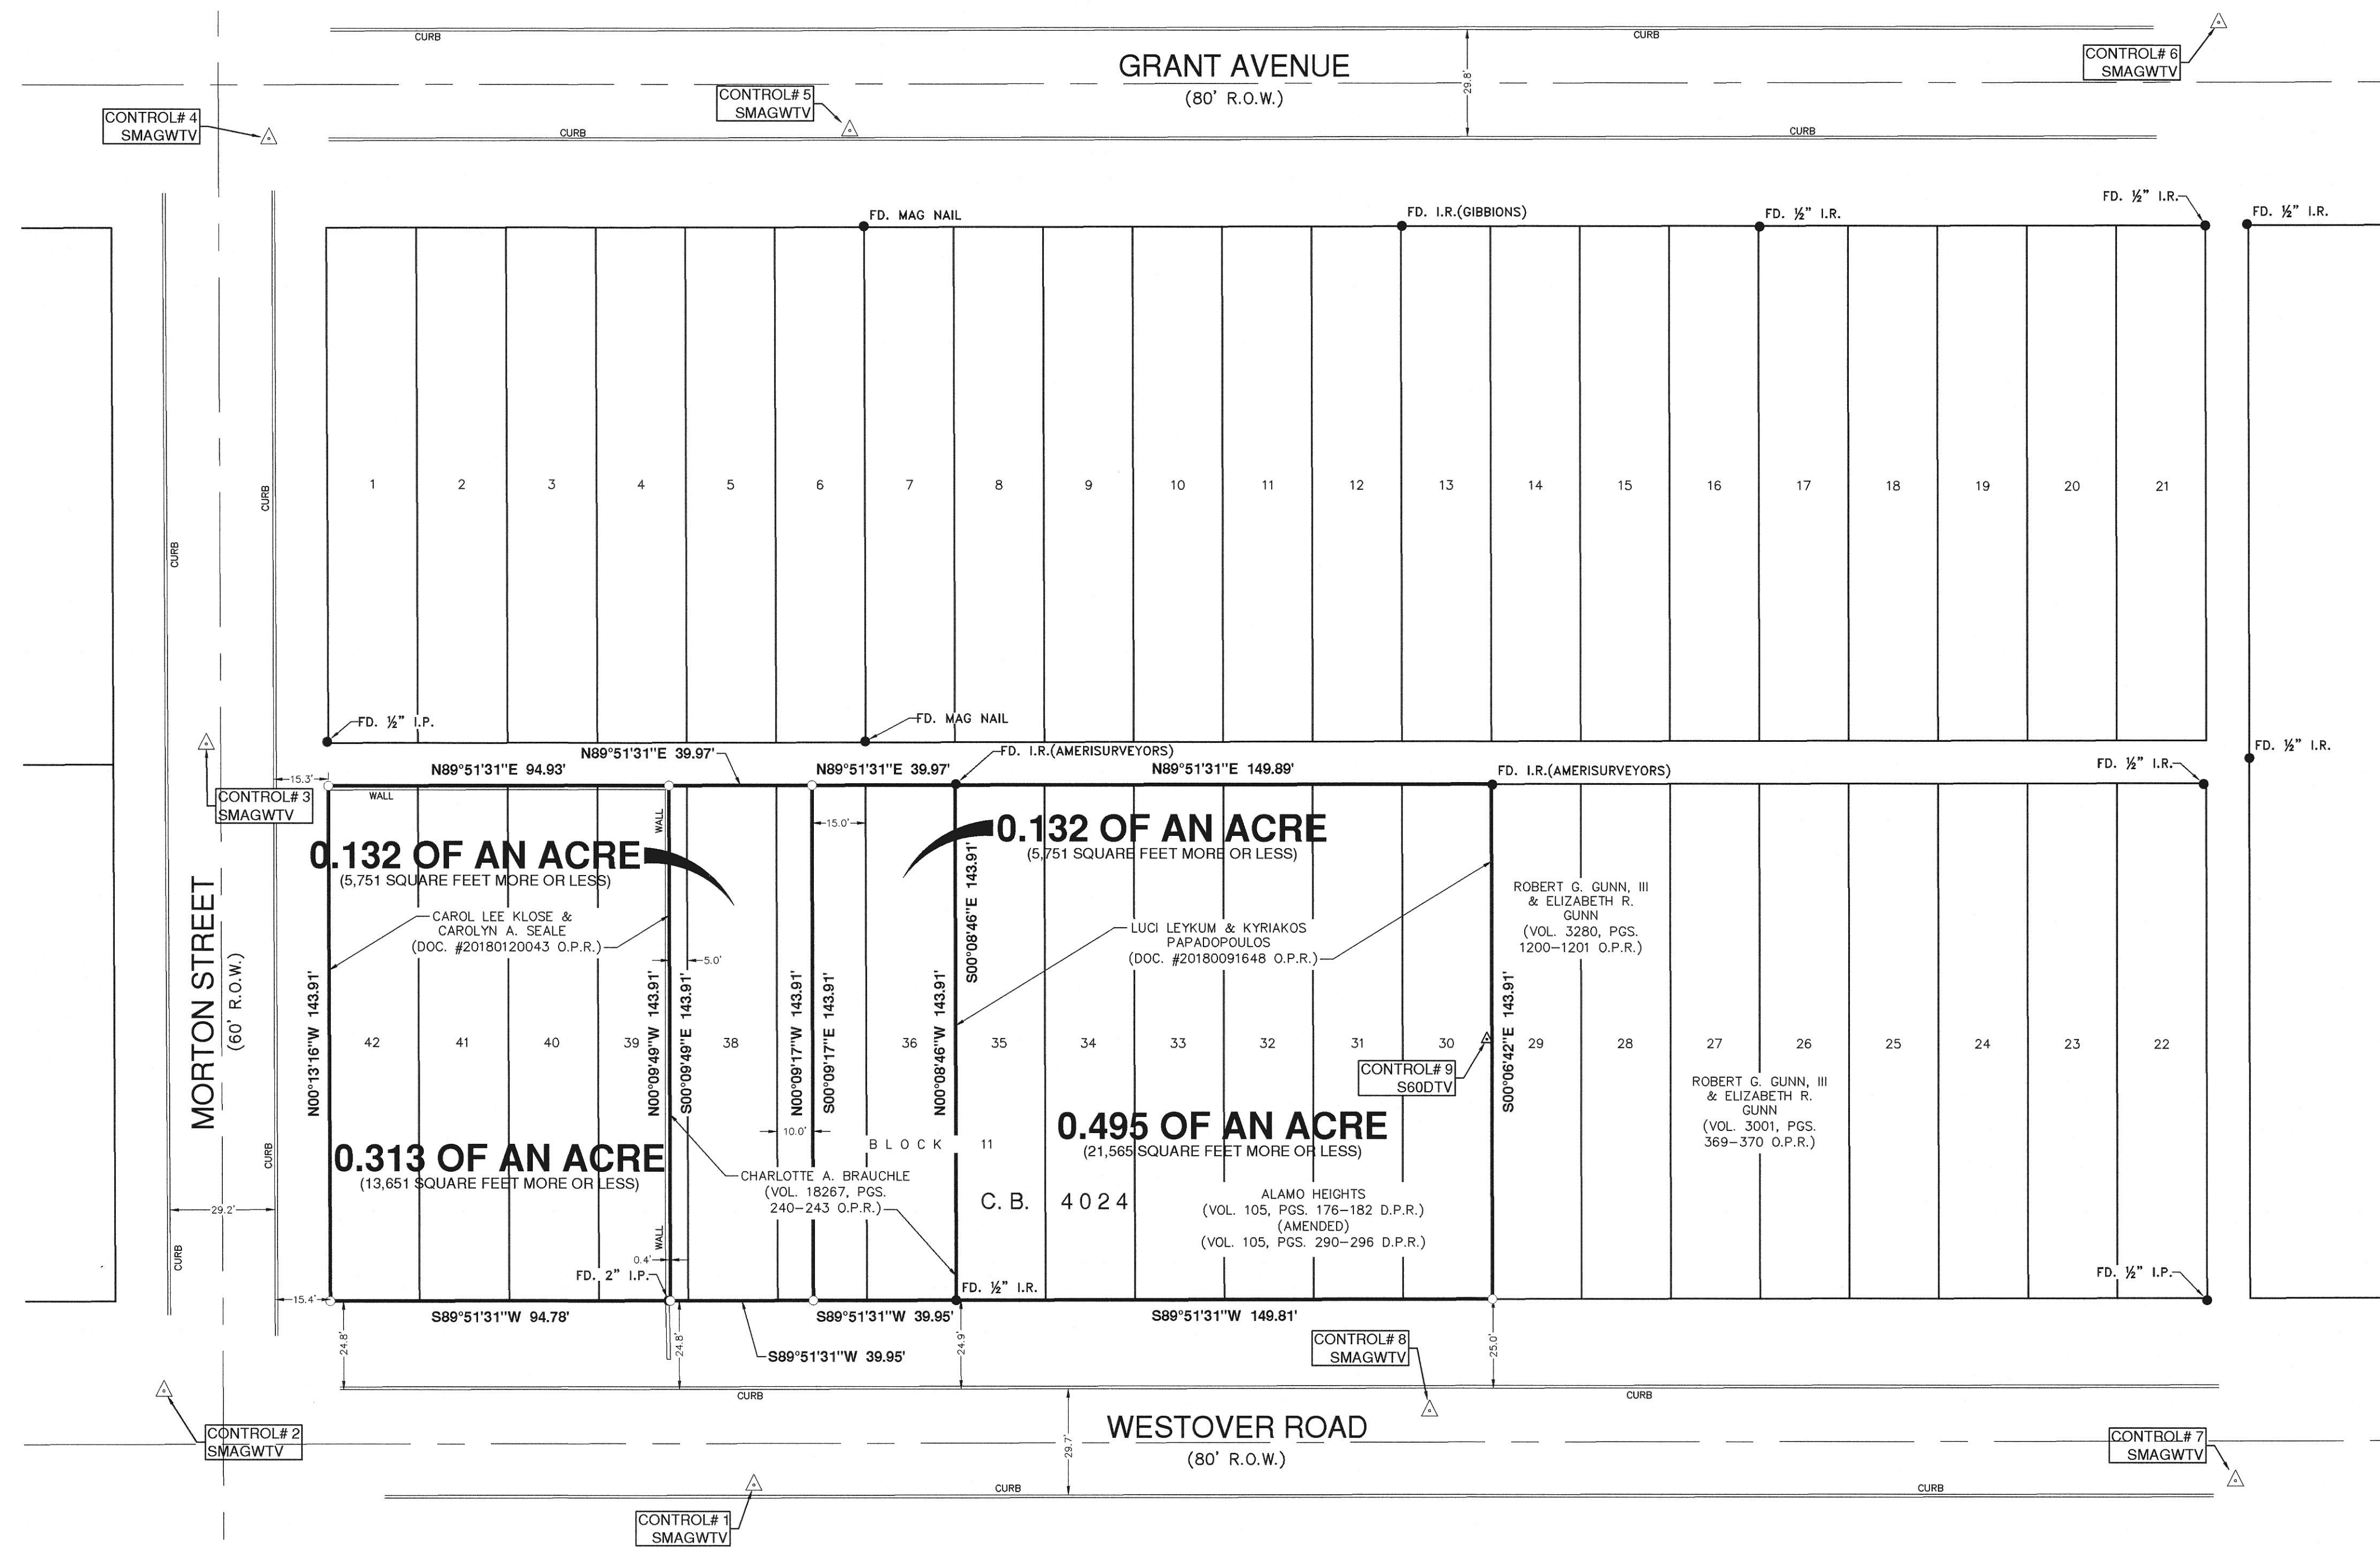 CURB
CURB
GRANT AVENUE
(80' R.O.W.)
29.8'
CONTROL# 6
SMAGWTV
CONTROL# 5
SMAGWTV
CONTROL# 4
SMAGWTV
CURB
CURB
FD. MAG NAIL
FD. I.R.(GIBBIONS)
FD. ½" I.R.
FD. ½" I.R.
FD. ½" I.R.
CURB
CURB
1
2
3
4
5
6
7
8
9
10
11
12
13
14
15
16
17
18
19
20
21
FD. ½" I.P.
FD. MAG NAIL
N89°51'31"E 39.97'
FD. I.R.(AMERISURVEYORS)
FD. ½" I.R.
N89°51'31"E 94.93'
N89°51'31"E 39.97'
N89°51'31"E 149.89'
FD. I.R.(AMERISURVEYORS)
FD. ½" I.R.
15.3'
WALL
CONTROL# 3
SMAGWTV
WALL
15.0'
0.132 OF AN ACRE
(5,751 SQUARE FEET MORE OR LESS)
0.132 OF AN ACRE
(5,751 SQUARE FEET MORE OR LESS)
CAROL LEE KLOSE &
CAROLYN A. SEALE
(DOC. #20180120043 O.P.R.)
5.0'
S00°08'46"E 143.91'
LUCI LEYKUM & KYRIAKOS
PAPADOPOULOS
(DOC. #20180091648 O.P.R.)
ROBERT G. GUNN, III
& ELIZABETH R.
GUNN
(VOL. 3280, PGS.
1200-1201 O.P.R.)
MORTON STREET
(60' R.O.W.)
N00°13'16"W 143.91'
N00°09'49"W 143.91'
S00°09'49"E 143.91'
N00°09'17"W 143.91'
S00°09'17"E 143.91'
N00°08'46"W 143.91'
S00°06'42"E 143.91'
42
41
40
39
38
36
35
34
33
32
31
30
29
28
27
26
25
24
23
22
CONTROL# 9
S60DTV
ROBERT G. GUNN, III
& ELIZABETH R.
GUNN
(VOL. 3001, PGS.
369-370 O.P.R.)
10.0'
BLOCK 11
0.495 OF AN ACRE
(21,565 SQUARE FEET MORE OR LESS)
0.313 OF AN ACRE
(13,651 SQUARE FEET MORE OR LESS)
CURB
CHARLOTTE A. BRAUCHLE
(VOL. 18267, PGS.
240-243 O.P.R.)
C.B. 4024
ALAMO HEIGHTS
(VOL. 105, PGS. 176-182 D.P.R.)
(AMENDED)
(VOL. 105, PGS. 290-296 D.P.R.)
29.2'
CURB
WALL
0.4'
FD. 2" I.P.
FD. ½" I.R.
FD. ½" I.P.
15.4'
S89°51'31"W 94.78'
S89°51'31"W 39.95'
S89°51'31"W 149.81'
24.8'
24.8'
24.9'
25.0'
S89°51'31"W 39.95'
CONTROL# 8
SMAGWTV
CURB
CURB
WESTOVER ROAD
(80' R.O.W.)
29.7'
CONTROL# 2
SMAGWTV
CONTROL# 7
SMAGWTV
CURB
CURB
CONTROL# 1
SMAGWTV